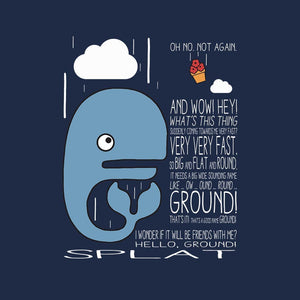 OH NO. NOT AGAIN.
AND WOW! HEY!
WHAT'S THIS THING
SUDDENLY COMING TOWARDS ME VERY FAST?
VERY VERY FAST.
SO BIG AND FLAT AND ROUND
IT NEEDS A BIG WIDE SOUNDING NAME
LIKE... OW... OUND... ROUND...
GROUND!
THAT'S IT! THAT'S A GOOD NAME GROUND!
I WONDER IF IT WILL BE FRIENDS WITH ME?
HELLO, GROUND!
SPLAT